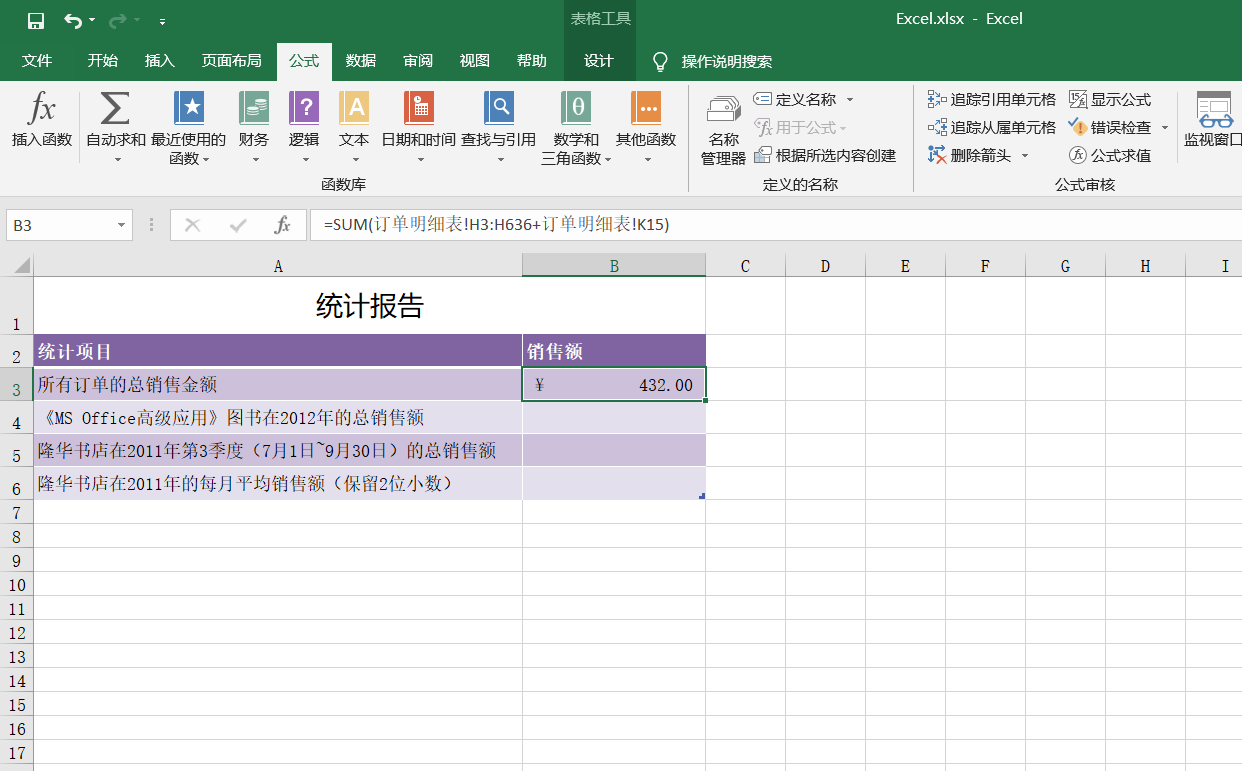 表格工具
Excel.xlsx - Excel
文件 开始 插入 页面布局 公式 数据 审阅 视图 帮助 设计 操作说明搜索
fx Σ ? A θ
插入函数 自动求和 最近使用的函数 财务 逻辑 文本 日期和时间 查找与引用 数学和三角函数 其他函数
函数库
名称管理器
定义名称
用于公式
根据所选内容创建
定义的名称
追踪引用单元格 显示公式
追踪从属单元格 错误检查
删除箭头 公式求值
公式审核
监视窗口
B3 fx =SUM(订单明细表!H3:H636+订单明细表!K15)
A B C D E F G H I
1 统计报告
2 统计项目 销售额
3 所有订单的总销售金额 ¥ 432.00
4 《MS Office高级应用》图书在2012年的总销售额
5 隆华书店在2011年第3季度（7月1日~9月30日）的总销售额
6 隆华书店在2011年的每月平均销售额（保留2位小数）
7
8
9
10
11
12
13
14
15
16
17